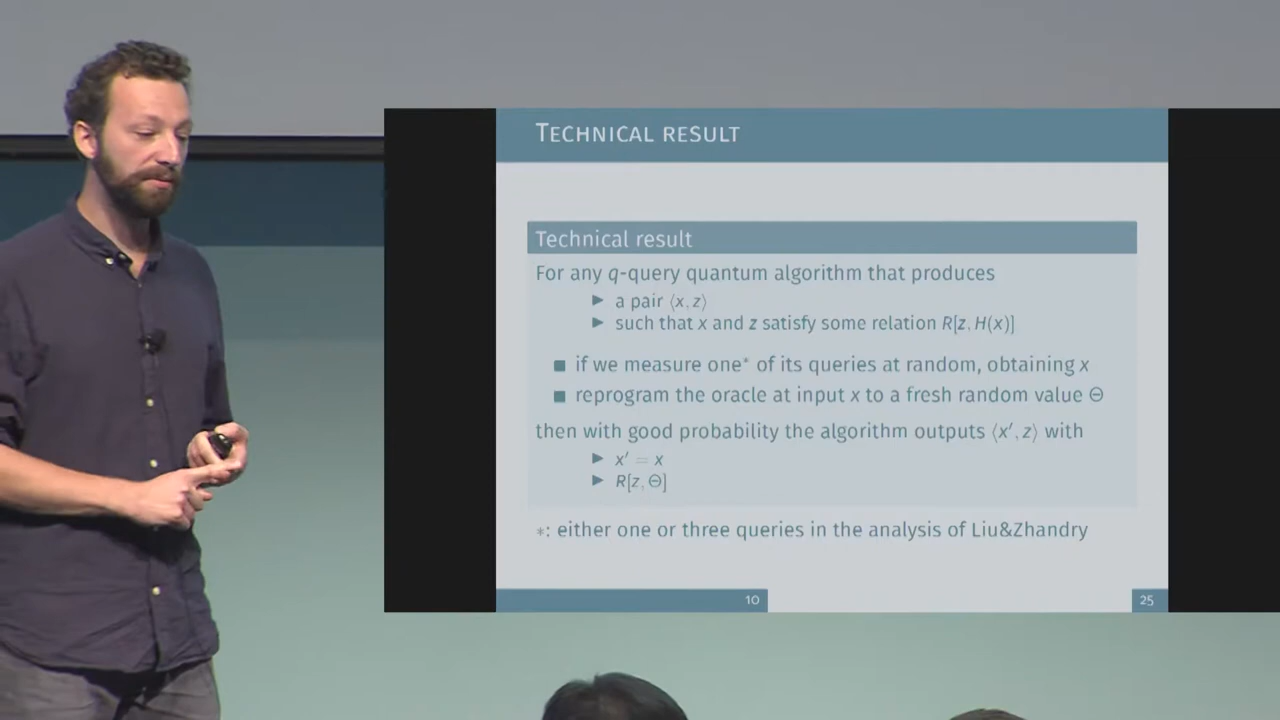 TECHNICAL RESULT
Technical result
For any q-query quantum algorithm that produces
▶ a pair ⟨x, z⟩
▶ such that x and z satisfy some relation R[z, H(x)]
■ if we measure one* of its queries at random, obtaining x
■ reprogram the oracle at input x to a fresh random value Θ
then with good probability the algorithm outputs ⟨x′, z⟩ with
▶ x′ = x
▶ R[z, Θ]
*: either one or three queries in the analysis of Liu&Zhandry
10
25